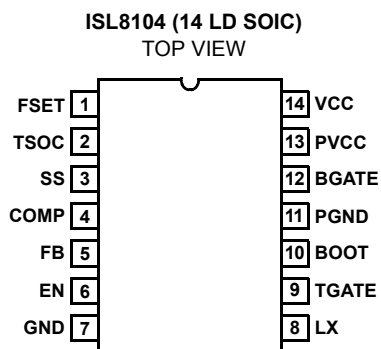 ISL8104 (14 LD SOIC)
TOP VIEW
FSET 1 14 VCC
TSOC 2 13 PVCC
SS 3 12 BGATE
COMP 4 11 PGND
FB 5 10 BOOT
EN 6 9 TGATE
GND 7 8 LX